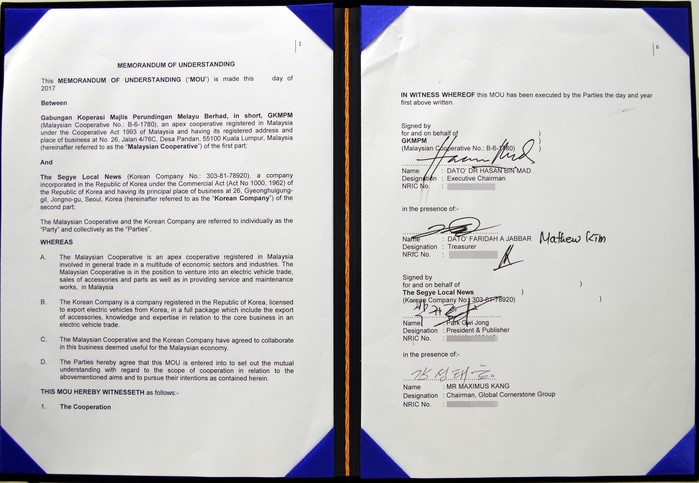 1
MEMORANDUM OF UNDERSTANDING
This MEMORANDUM OF UNDERSTANDING ("MOU") is made this day of
2017
Between
Gabungan Koperasi Majlis Perundingan Melayu Berhad, in short, GKMPM
(Malaysian Cooperative No.: B-6-1780), an apex cooperative registered in Malaysia
under the Cooperative Act 1993 of Malaysia and having its registered address and
place of business at No. 26, Jalan 4/76C, Desa Pandan, 55100 Kuala Lumpur, Malaysia
(hereinafter referred to as the "Malaysian Cooperative") of the first part;
And
The Segye Local News (Korean Company No.: 303-81-78920), a company
incorporated in the Republic of Korea under the Commercial Act (Act No 1000, 1962) of
the Republic of Korea and having its principal place of business at 26, Gyeonghuigung-
gil, Jongno-gu, Seoul, Korea (hereinafter referred to as the "Korean Company") of the
second part;
The Malaysian Cooperative and the Korean Company are referred to individually as the
"Party" and collectively as the "Parties".
WHEREAS
A. The Malaysian Cooperative is an apex cooperative registered in Malaysia
involved in general trade in a multitude of economic sectors and industries. The
Malaysian Cooperative is in the position to venture into an electric vehicle trade,
sales of accessories and parts as well as in providing service and maintenance
works, in Malaysia
B. The Korean Company is a company registered in the Republic of Korea, licensed
to export electric vehicles from Korea, in a full package which include the export
of accessories, knowledge and expertise in relation to the core business in an
electric vehicle trade.
C. The Malaysian Cooperative and the Korean Company have agreed to collaborate
in this business deemed useful for the Malaysian economy.
D. The Parties hereby agree that this MOU is entered into to set out the mutual
understanding with regard to the scope of cooperation in relation to the
abovementioned aims and to pursue their intentions as contained herein.
THIS MOU HEREBY WITNESSETH as follows:-
1. The Cooperation
6
IN WITNESS WHEREOF this MOU has been executed by the Parties the day and year
first above written.
Signed by )
for and on behalf of )
GKMPM )
(Malaysian Cooperative No.: B-6-1780) )
Name : DATO' DR HASAN BIN MAD
Designation : Executive Chairman
NRIC No. :
in the presence of:-
Name : DATO' FARIDAH A JABBAR Mathew Kim
Designation : Treasurer
Signed by )
for and on behalf of )
The Segye Local News )
(Korean Company No.: 303-81-78920) )
Name : Park Gwi Jong
Designation : President & Publisher
NRIC No. :
in the presence of:-
강성태
Name : MR MAXIMUS KANG
Designation : Chairman, Global Cornerstone Group
NRIC No. :